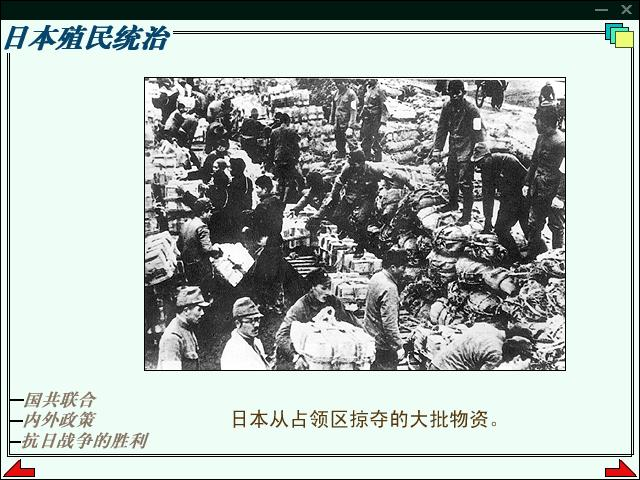 日本殖民统治
国共联合
内外政策
抗日战争的胜利
日本从占领区掠夺的大批物资。